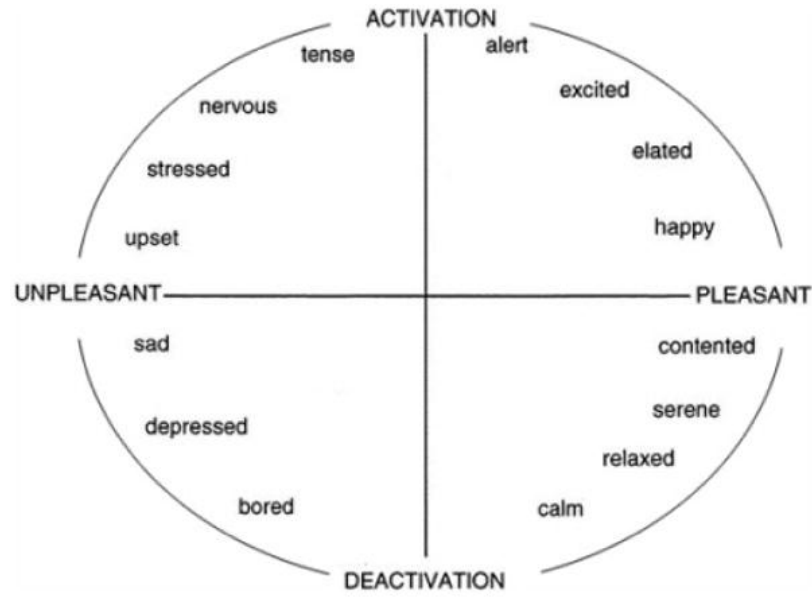 ACTIVATION
tense
alert
nervous
excited
stressed
elated
upset
happy
UNPLEASANT
PLEASANT
sad
contented
depressed
serene
relaxed
bored
calm
DEACTIVATION